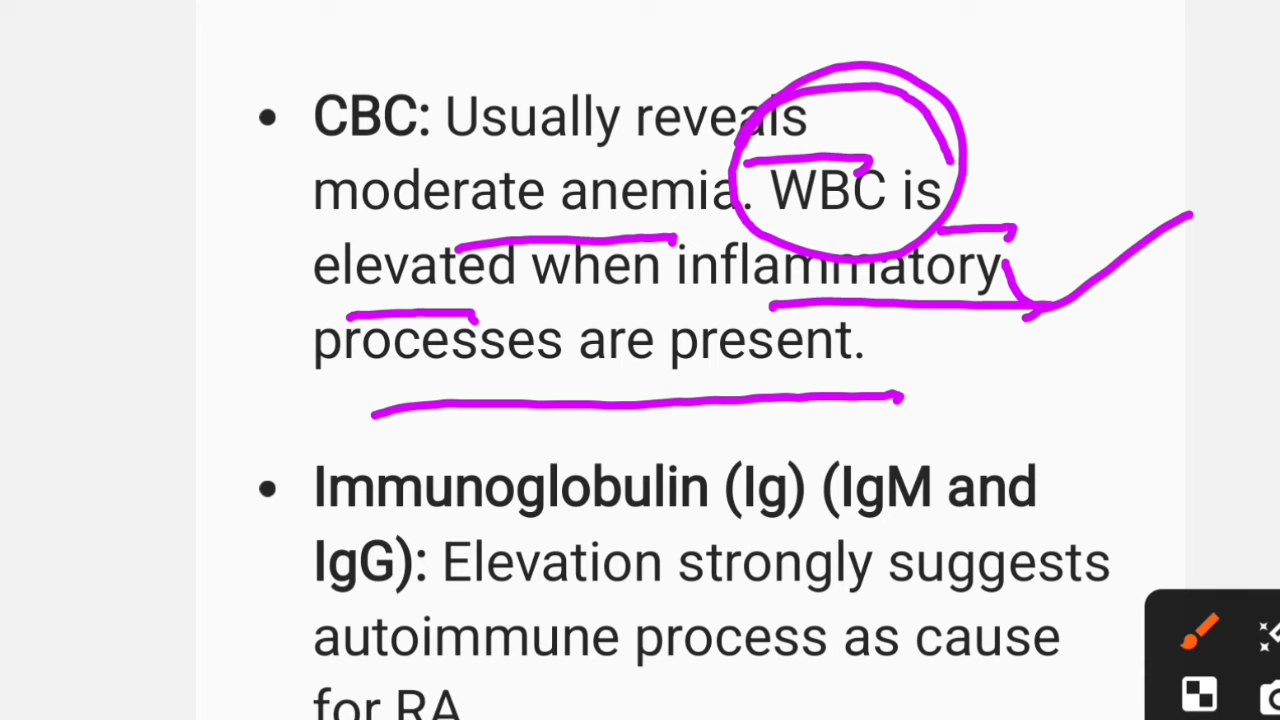 • CBC: Usually reveals
moderate anemia. WBC is
elevated when inflammatory
processes are present.
• Immunoglobulin (Ig) (IgM and
IgG): Elevation strongly suggests
autoimmune process as cause
for RA